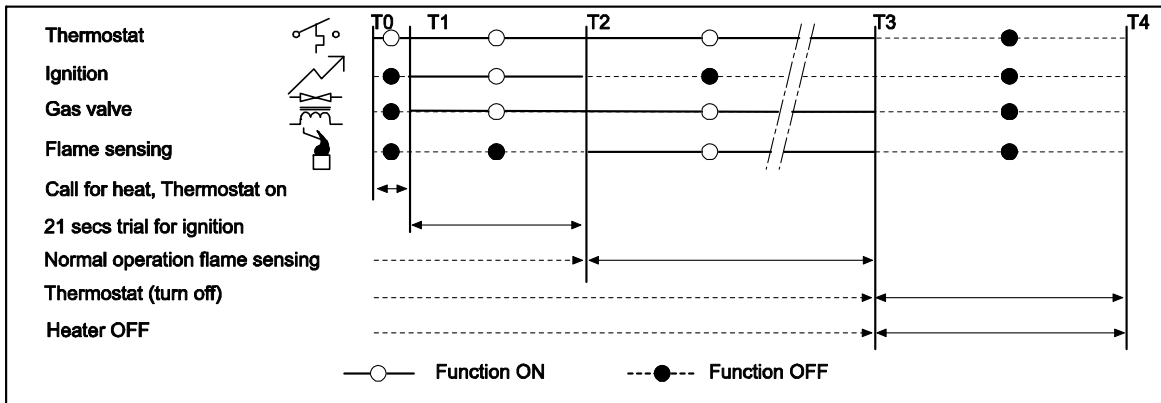 T0 T1 T2 T3 T4
Thermostat
Ignition
Gas valve
Flame sensing
Call for heat, Thermostat on
21 secs trial for ignition
Normal operation flame sensing
Thermostat (turn off)
Heater OFF
Function ON Function OFF